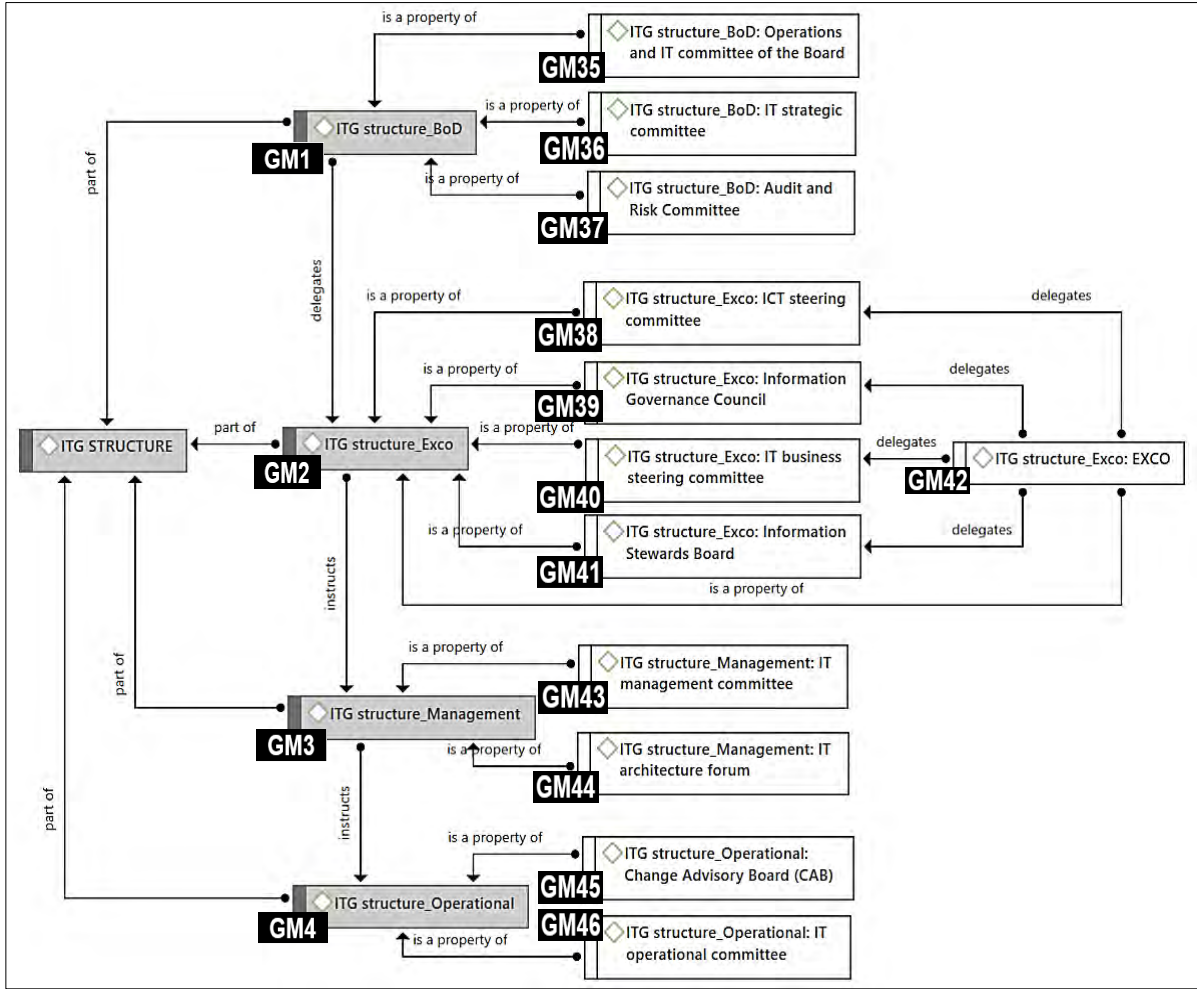 is a property of
ITG structure_BoD: Operations
and IT committee of the Board
GM35
is a property of
ITG structure_BoD: IT strategic
committee
GM36
ITG structure_BoD
GM1
part of
is a property of
ITG structure_BoD: Audit and
Risk Committee
GM37
delegates
is a property of
ITG structure_Exco: ICT steering
committee
GM38
delegates
is a property of
ITG structure_Exco: Information
Governance Council
GM39
delegates
ITG STRUCTURE
part of
ITG structure_Exco
GM2
is a property of
ITG structure_Exco: IT business
steering committee
GM40
delegates
ITG structure_Exco: EXCO
GM42
is a property of
ITG structure_Exco: Information
Stewards Board
GM41
delegates
is a property of
instructs
is a property of
ITG structure_Management: IT
management committee
GM43
part of
ITG structure_Management
GM3
is a property of
ITG structure_Management: IT
architecture forum
GM44
part of
instructs
is a property of
ITG structure_Operational:
Change Advisory Board (CAB)
GM45
ITG structure_Operational
GM4
GM46
is a property of
ITG structure_Operational: IT
operational committee